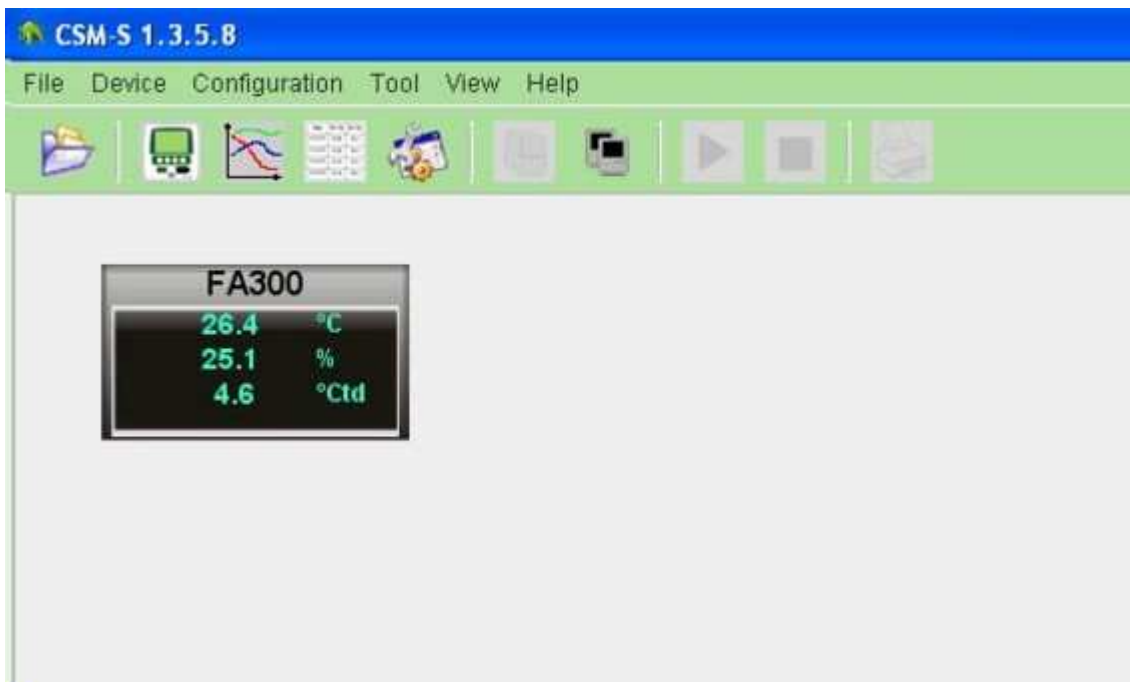 CSM-S 1.3.5.8
File Device Configuration Tool View Help
FA300
26.4 °C
25.1 %
4.6 °Ctd